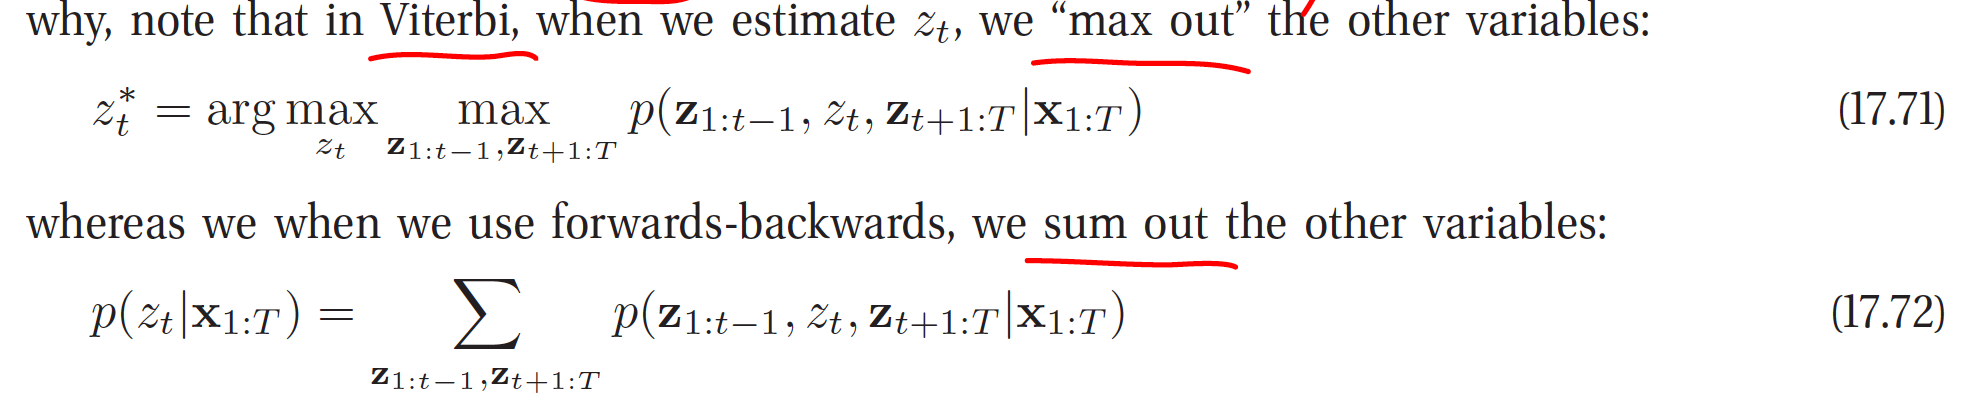 why, note that in Viterbi, when we estimate z_t, we “max out” the other variables:
z_t^* = arg max_{z_t} max_{𝐳_{1:t−1},𝐳_{t+1:T}} p(𝐳_{1:t−1}, z_t, 𝐳_{t+1:T}|𝐱_{1:T}) (17.71)
whereas we when we use forwards-backwards, we sum out the other variables:
p(z_t|𝐱_{1:T}) = ∑_{𝐳_{1:t−1},𝐳_{t+1:T}} p(𝐳_{1:t−1}, z_t, 𝐳_{t+1:T}|𝐱_{1:T}) (17.72)